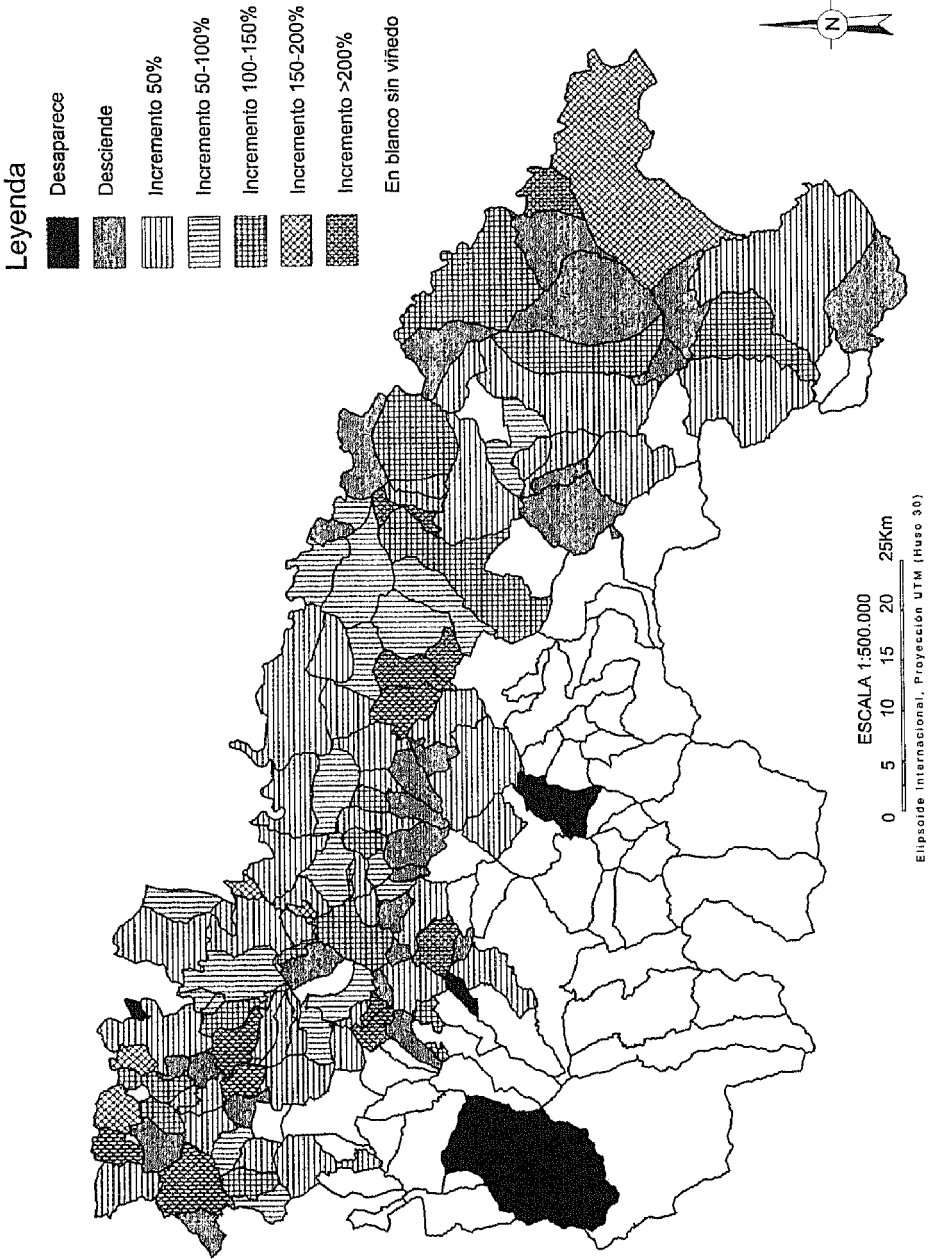 Leyenda
Desaparece
Desciende
Incremento 50%
Incremento 50-100%
Incremento 100-150%
Incremento 150-200%
Incremento >200%
En blanco sin viñedo
N
ESCALA 1:500.000
0 5 10 15 20 25Km
Elipsoide Internacional, Proyección UTM (Huso 30)